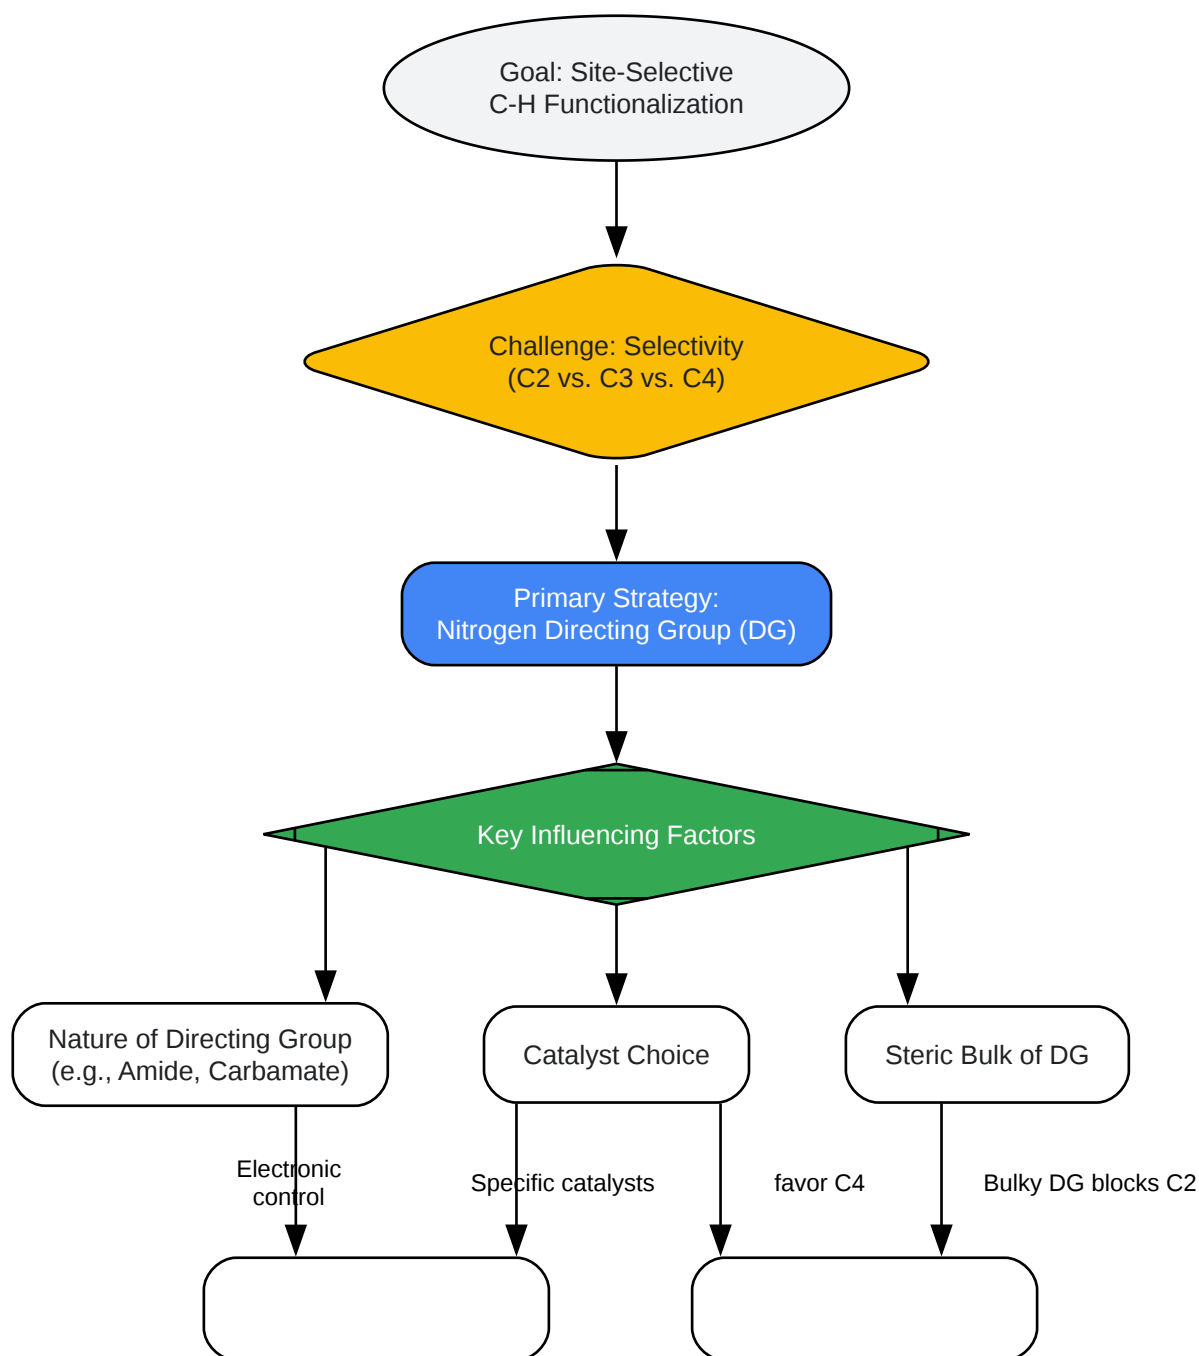 Goal: Site-Selective
C-H Functionalization
Challenge: Selectivity
(C2 vs. C3 vs. C4)
Primary Strategy:
Nitrogen Directing Group (DG)
Key Influencing Factors
Nature of Directing Group
(e.g., Amide, Carbamate)
Catalyst Choice
Steric Bulk of DG
Electronic
control
Specific catalysts
favor C4
Bulky DG blocks C2